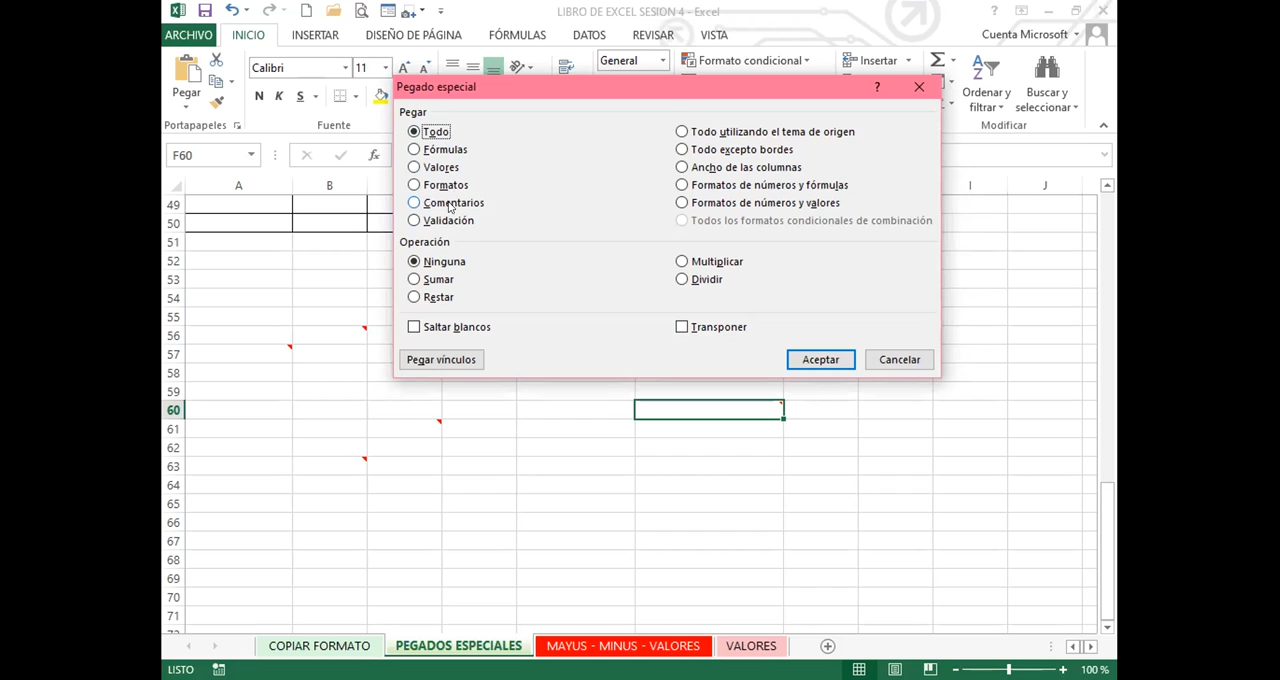 LIBRO DE EXCEL SESION 4 - Excel
ARCHIVO INICIO INSERTAR DISEÑO DE PÁGINA FÓRMULAS DATOS REVISAR VISTA Cuenta Microsoft
Calibri 11 General Formato condicional Insertar
Pegar N K S Ordenar y filtrar Buscar y seleccionar
Portapapeles Fuente Modificar
F60 fx
Pegado especial ? ×
Pegar
Todo Todo utilizando el tema de origen
Fórmulas Todo excepto bordes
Valores Ancho de las columnas
Formatos Formatos de números y fórmulas
Comentarios Formatos de números y valores
Validación Todos los formatos condicionales de combinación
Operación
Ninguna Multiplicar
Sumar Dividir
Restar
Saltar blancos Transponer
Pegar vínculos Aceptar Cancelar
A B I J
49
50
51
52
53
54
55
56
57
58
59
60
61
62
63
64
65
66
67
68
69
70
71
COPIAR FORMATO PEGADOS ESPECIALES MAYUS - MINUS - VALORES VALORES
LISTO 100 %